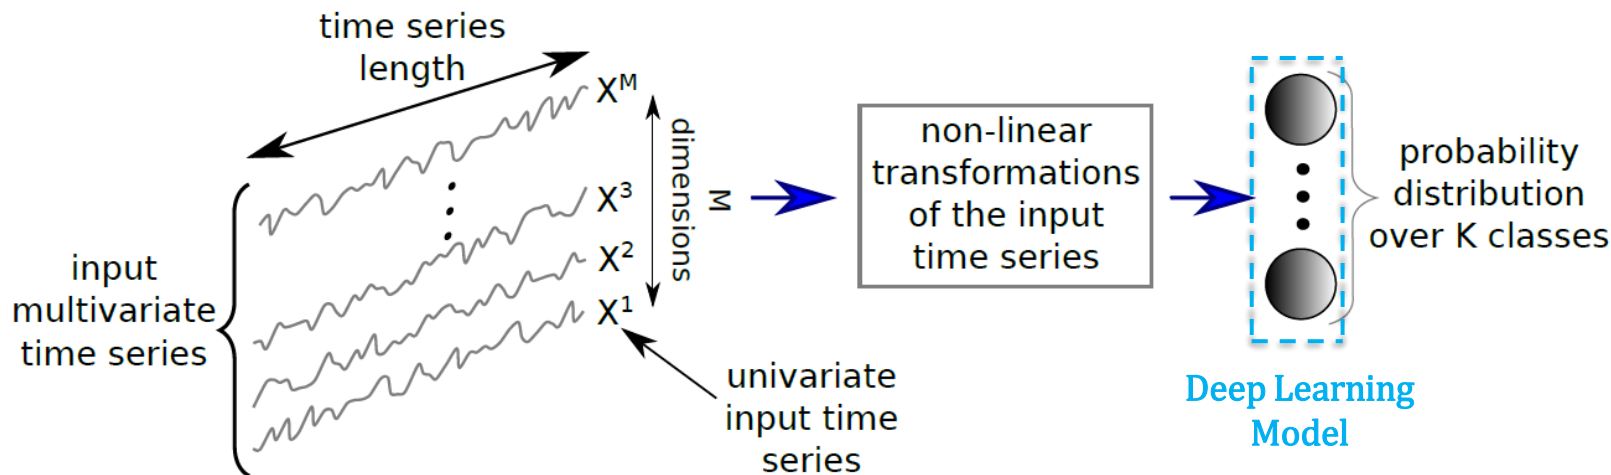 time series
length
X^M
X^3
X^2
X^1
dimensions
M
input
multivariate
time series
univariate
input time
series
non-linear
transformations
of the input
time series
probability
distribution
over K classes
Deep Learning
Model